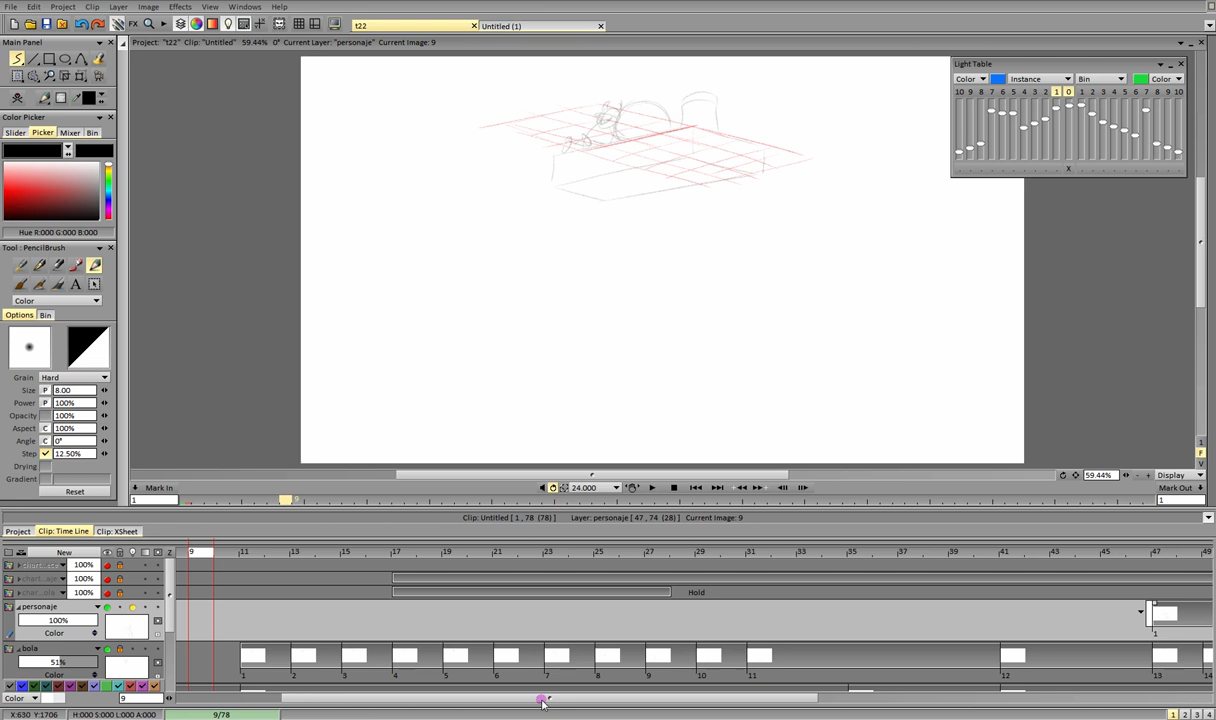 File Edit Project Clip Layer Image Effects View Windows Help
FX t22 Untitled (1)
Main Panel
Project: "t22" Clip: "Untitled" 59.44% 0° Current Layer: "personaje" Current Image: 9
Light Table
Color Instance Bin Color
10 9 8 7 6 5 4 3 2 1 0 1 2 3 4 5 6 7 8 9 10
X
Color Picker
Slider Picker Mixer Bin
Hue R:000 G:000 B:000
Tool : PencilBrush
A
Color
Options Bin
Grain Hard
Size P 8.00
Power P 100%
Opacity 100%
Aspect C 100%
Angle C 0°
Step 12.50%
Drying
Gradient
Reset
1
F
V
59.44% Display
Mark In 24.000 Mark Out
1 9 1
Clip: Untitled [ 1 , 78 (78) ] Layer: personaje [ 47 , 74 (28) ] Current Image: 9
Project Clip: Time Line Clip: XSheet
New Z 9 11 13 15 17 19 21 23 25 27 29 31 33 35 37 39 41 43 45 47 49
100%
100%
100% Hold
personaje
100%
Color 1
bola
51%
Color 1 2 3 4 5 6 7 8 9 10 11 12 13 14
Color 9
X:630 Y:1706 H:000 S:000 L:000 A:000 9/78 1 2 3 4